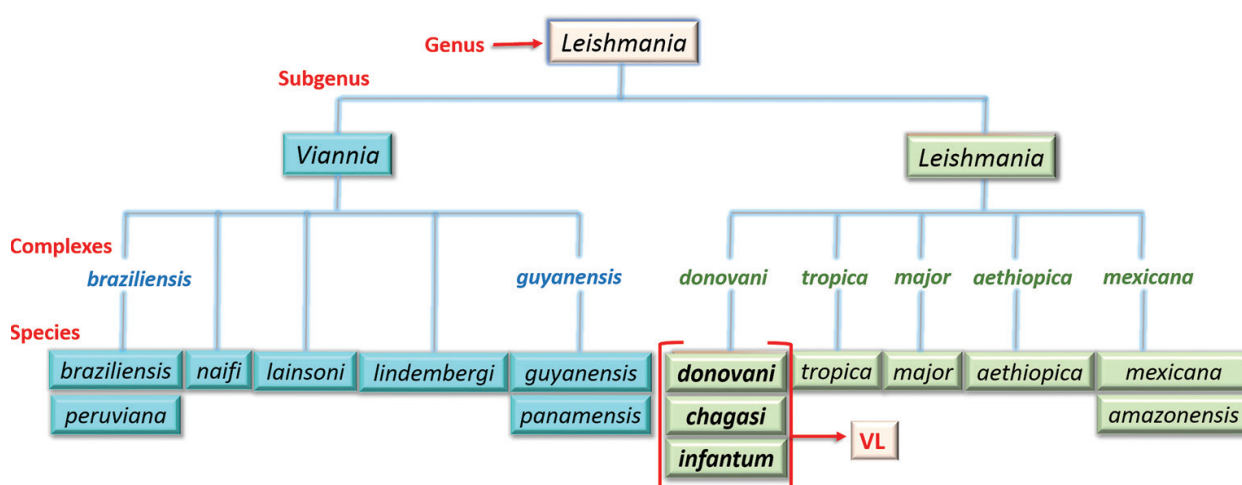 Genus
Leishmania
Subgenus
Viannia
Leishmania
Complexes
braziliensis
guyanensis
donovani
tropica
major
aethiopica
mexicana
Species
braziliensis
naifi
lainsoni
lindembergi
guyanensis
donovani
tropica
major
aethiopica
mexicana
peruviana
panamensis
chagasi
amazonensis
infantum
VL